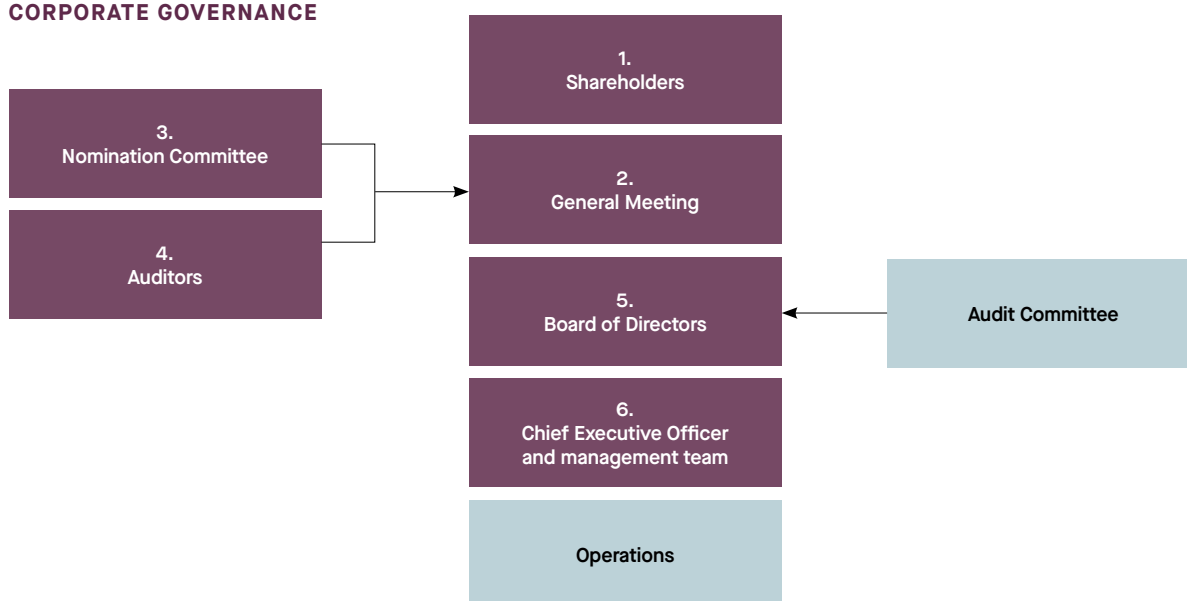 CORPORATE GOVERNANCE
1.
Shareholders
2.
General Meeting
3.
Nomination Committee
4.
Auditors
5.
Board of Directors
Audit Committee
6.
Chief Executive Officer
and management team
Operations